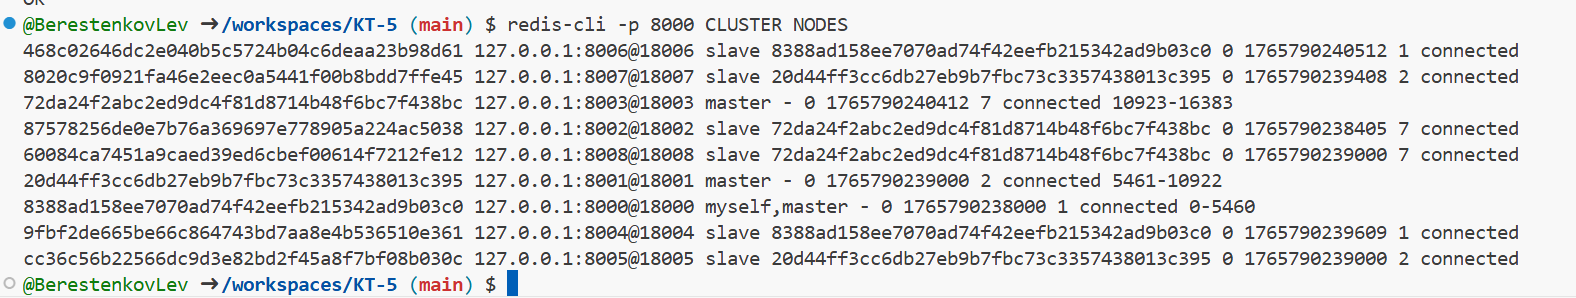 OK
@BerestenkovLev ➜/workspaces/KT-5 (main) $ redis-cli -p 8000 CLUSTER NODES
468c02646dc2e040b5c5724b04c6deaa23b98d61 127.0.0.1:8006@18006 slave 8388ad158ee7070ad74f42eefb215342ad9b03c0 0 1765790240512 1 connected
8020c9f0921fa46e2eec0a5441f00b8bdd7ffe45 127.0.0.1:8007@18007 slave 20d44ff3cc6db27eb9b7fbc73c3357438013c395 0 1765790239408 2 connected
72da24f2abc2ed9dc4f81d8714b48f6bc7f438bc 127.0.0.1:8003@18003 master - 0 1765790240412 7 connected 10923-16383
87578256de0e7b76a369697e778905a224ac5038 127.0.0.1:8002@18002 slave 72da24f2abc2ed9dc4f81d8714b48f6bc7f438bc 0 1765790238405 7 connected
60084ca7451a9caed39ed6cbef00614f7212fe12 127.0.0.1:8008@18008 slave 72da24f2abc2ed9dc4f81d8714b48f6bc7f438bc 0 1765790239000 7 connected
20d44ff3cc6db27eb9b7fbc73c3357438013c395 127.0.0.1:8001@18001 master - 0 1765790239000 2 connected 5461-10922
8388ad158ee7070ad74f42eefb215342ad9b03c0 127.0.0.1:8000@18000 myself,master - 0 1765790238000 1 connected 0-5460
9fbf2de665be66c864743bd7aa8e4b536510e361 127.0.0.1:8004@18004 slave 8388ad158ee7070ad74f42eefb215342ad9b03c0 0 1765790239609 1 connected
cc36c56b22566dc9d3e82bd2f45a8f7bf08b030c 127.0.0.1:8005@18005 slave 20d44ff3cc6db27eb9b7fbc73c3357438013c395 0 1765790239000 2 connected
@BerestenkovLev ➜/workspaces/KT-5 (main) $